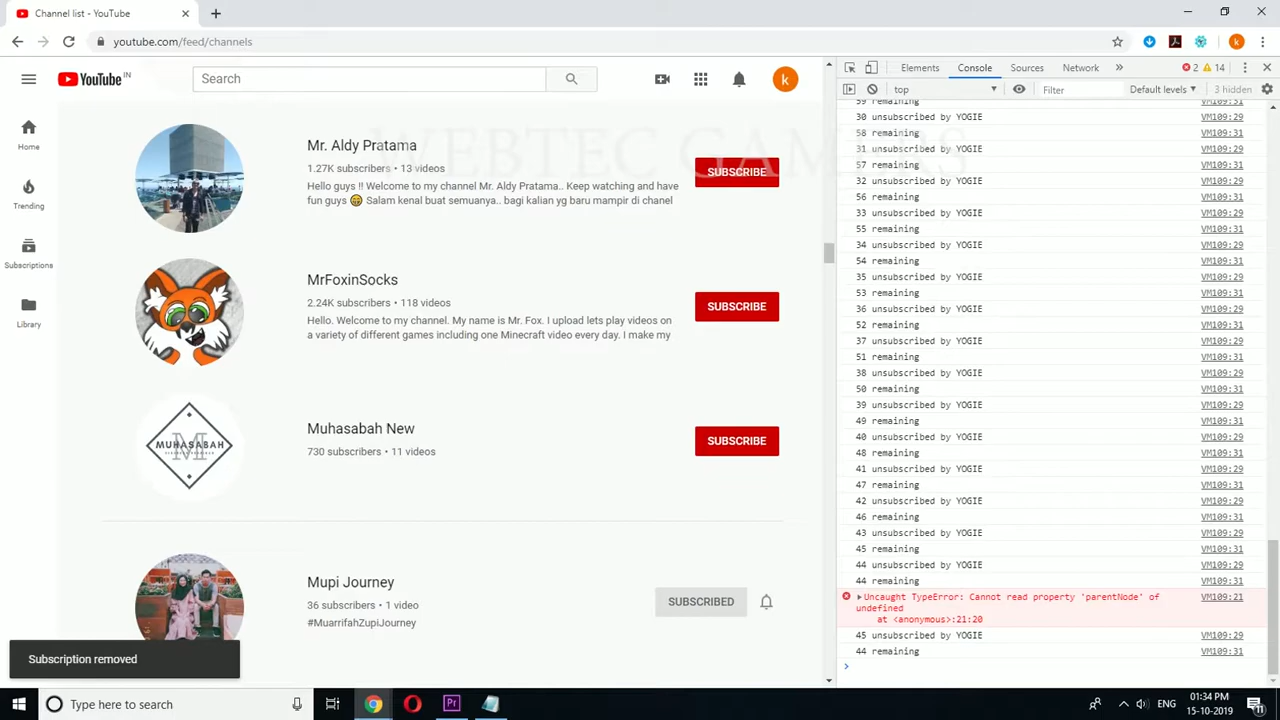 Channel list - YouTube
youtube.com/feed/channels
YouTube IN
Search
k
k
Home
Trending
Subscriptions
Library
WEBTEC GAMERS
Mr. Aldy Pratama
1.27K subscribers • 13 videos
Hello guys !! Welcome to my channel Mr. Aldy Pratama.. Keep watching and have
fun guys 😁 Salam kenal buat semuanya.. bagi kalian yg baru mampir di chanel
SUBSCRIBE
MrFoxinSocks
2.24K subscribers • 118 videos
Hello. Welcome to my channel. My name is Mr. Fox. I upload lets play videos on
a variety of different games including one Minecraft video every day. I make my
SUBSCRIBE
MUHASABAH
Muhasabah New
730 subscribers • 11 videos
SUBSCRIBE
Mupi Journey
36 subscribers • 1 video
#MuarrifahZupiJourney
SUBSCRIBED
Subscription removed
Elements Console Sources Network » 2 14
top Filter Default levels 3 hidden
59 remaining VM109:31
30 unsubscribed by YOGIE VM109:29
58 remaining VM109:31
31 unsubscribed by YOGIE VM109:29
57 remaining VM109:31
32 unsubscribed by YOGIE VM109:29
56 remaining VM109:31
33 unsubscribed by YOGIE VM109:29
55 remaining VM109:31
34 unsubscribed by YOGIE VM109:29
54 remaining VM109:31
35 unsubscribed by YOGIE VM109:29
53 remaining VM109:31
36 unsubscribed by YOGIE VM109:29
52 remaining VM109:31
37 unsubscribed by YOGIE VM109:29
51 remaining VM109:31
38 unsubscribed by YOGIE VM109:29
50 remaining VM109:31
39 unsubscribed by YOGIE VM109:29
49 remaining VM109:31
40 unsubscribed by YOGIE VM109:29
48 remaining VM109:31
41 unsubscribed by YOGIE VM109:29
47 remaining VM109:31
42 unsubscribed by YOGIE VM109:29
46 remaining VM109:31
43 unsubscribed by YOGIE VM109:29
45 remaining VM109:31
44 unsubscribed by YOGIE VM109:29
44 remaining VM109:31
Uncaught TypeError: Cannot read property 'parentNode' of VM109:21
undefined
at <anonymous>:21:20
45 unsubscribed by YOGIE VM109:29
44 remaining VM109:31
Type here to search
Pr
ENG
01:34 PM
15-10-2019
11